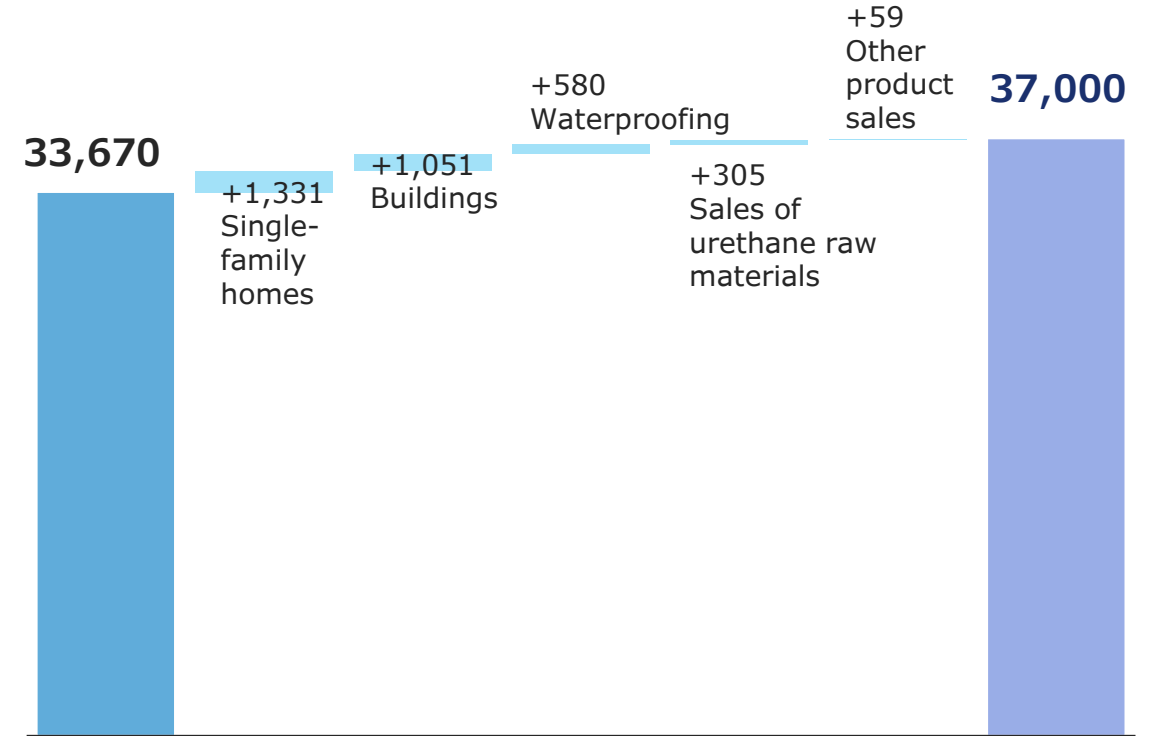 33,670
+1,331
Single-
family
homes
+1,051
Buildings
+580
Waterproofing
+305
Sales of
urethane raw
materials
+59
Other
product
sales
37,000